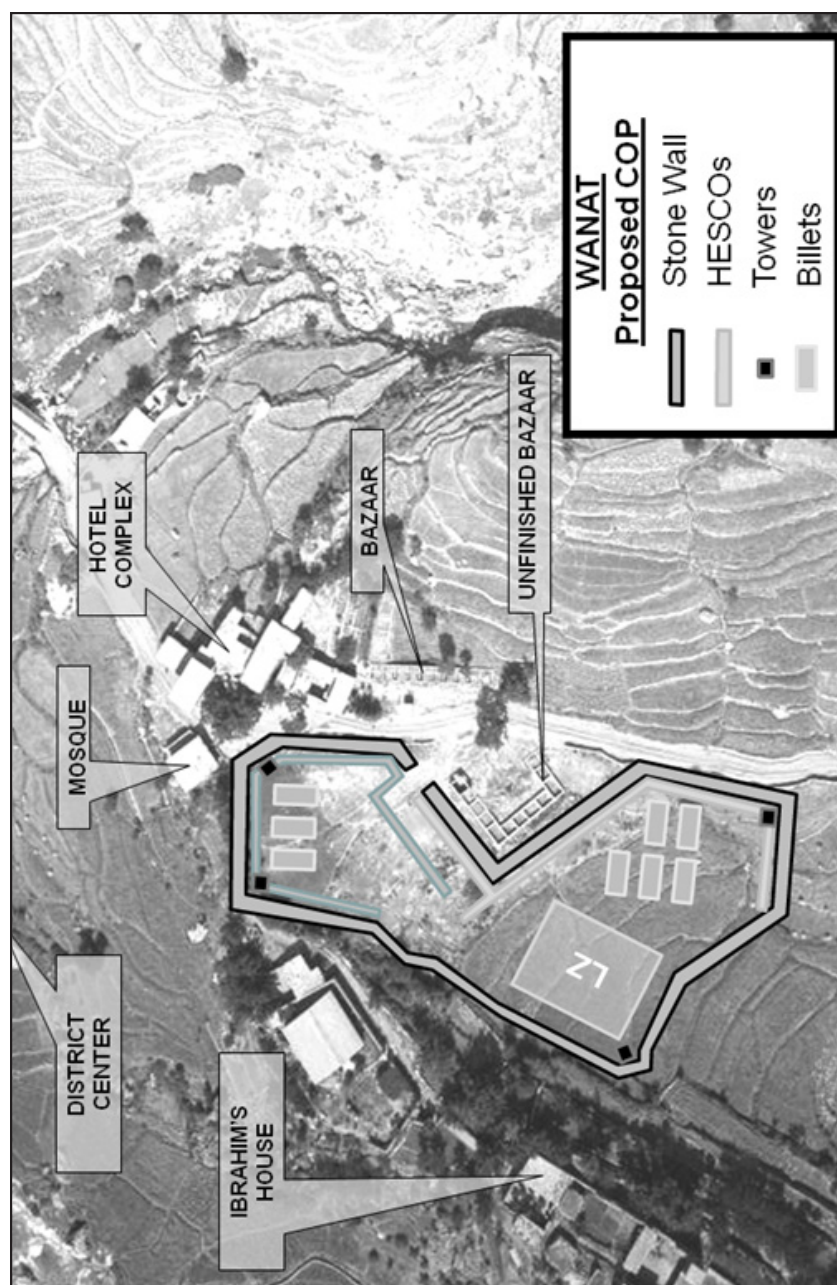 WANAT
Proposed COP
Stone Wall
HESCOs
Towers
Billets
DISTRICT
CENTER
MOSQUE
HOTEL
COMPLEX
IBRAHIM'S
HOUSE
BAZAAR
UNFINISHED BAZAAR
LZ